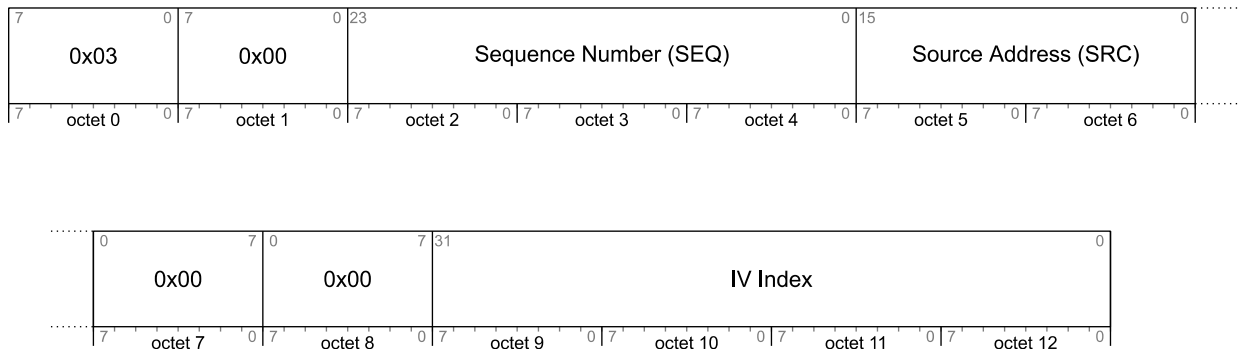 7 0 7 0 23 0 15 0
0x03 0x00 Sequence Number (SEQ) Source Address (SRC)
7 octet 0 0 7 octet 1 0 7 octet 2 0 7 octet 3 0 7 octet 4 0 7 octet 5 0 7 octet 6 0
0 7 0 7 31 0
0x00 0x00 IV Index
7 octet 7 0 7 octet 8 0 7 octet 9 0 7 octet 10 0 7 octet 11 0 7 octet 12 0